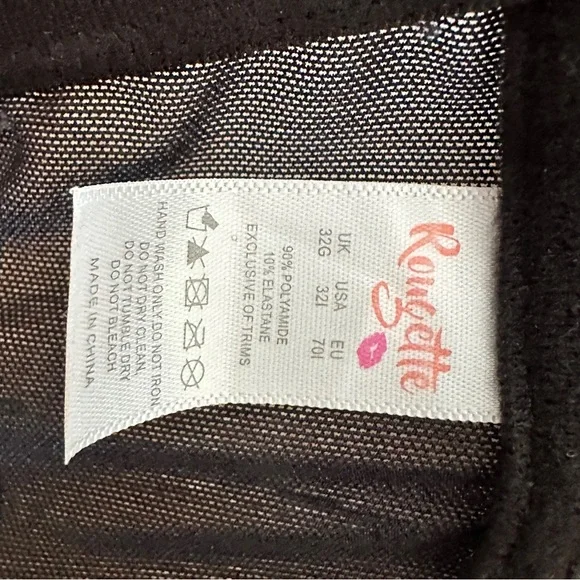 Rougette
UK USA EU
32G 32I 70I
90% POLYAMIDE
10% ELASTANE
EXCLUSIVE OF TRIMS
HAND WASH ONLY.DO NOT IRON
DO NOT DRY CLEAN.
DO NOT TUMBLE DRY
DO NOT BLEACH.
MADE IN CHINA